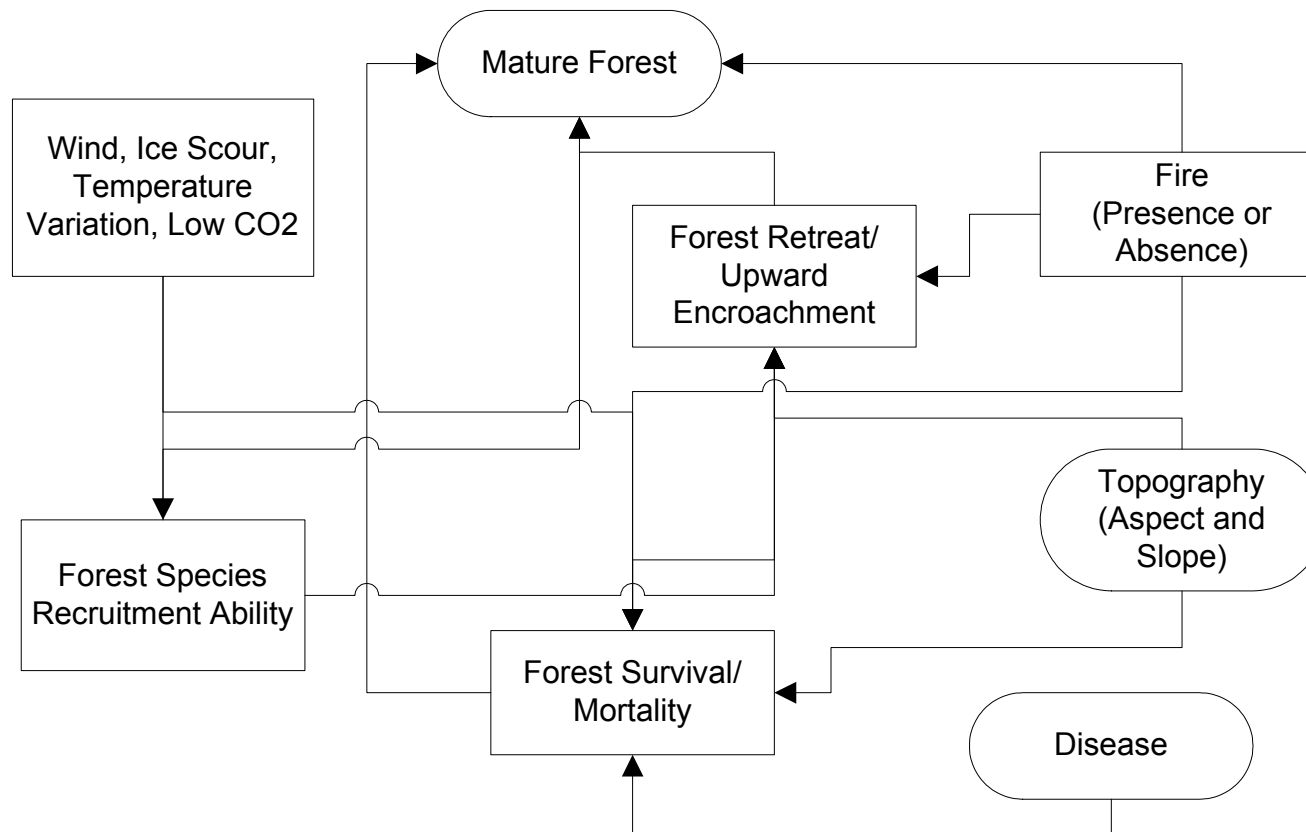 Mature Forest
Wind, Ice Scour,
Temperature
Variation, Low CO2
Fire
(Presence or
Absence)
Forest Retreat/
Upward
Encroachment
Topography
(Aspect and
Slope)
Forest Species
Recruitment Ability
Forest Survival/
Mortality
Disease